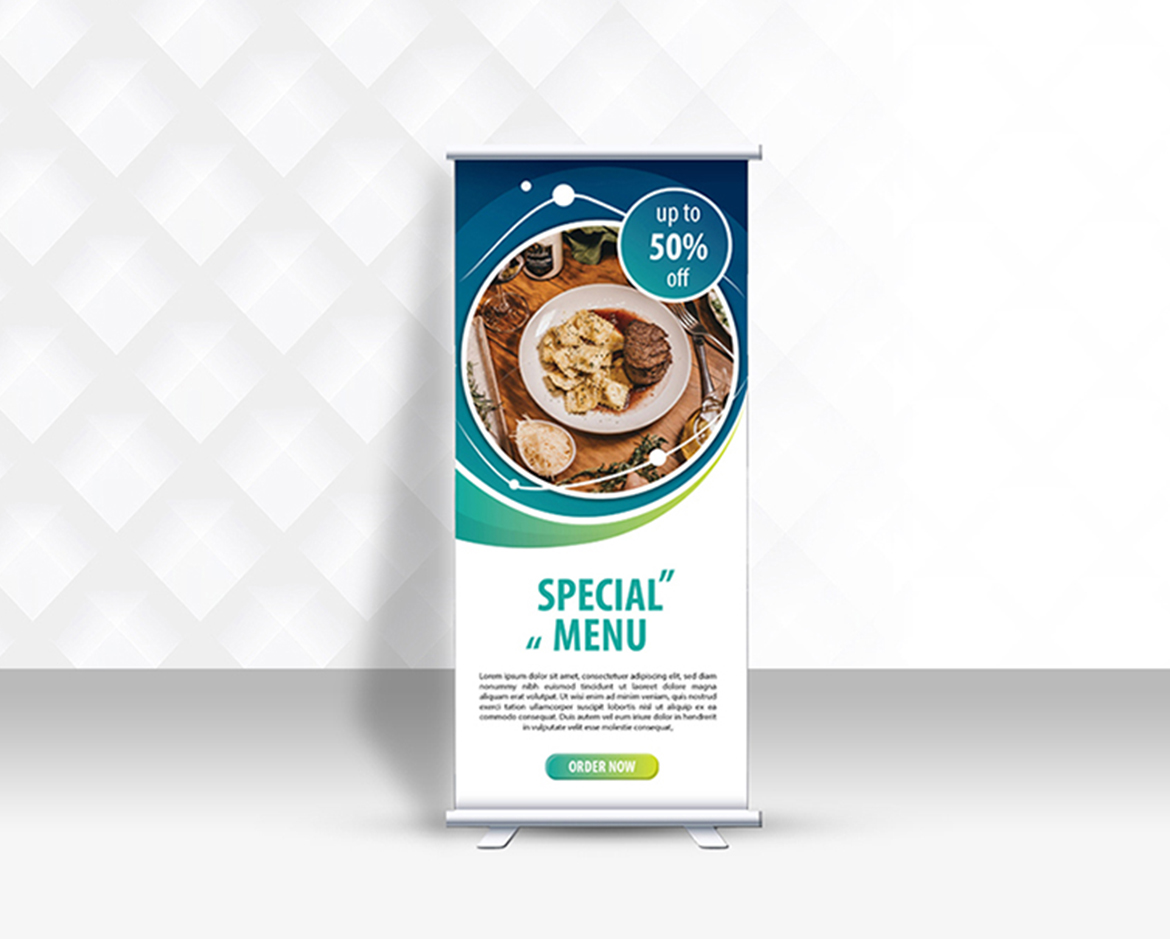 up to
50%
off
SPECIAL”
“ MENU
Lorem ipsum dolor sit amet, consectetuer adipiscing elit, sed diam
nonummy nibh euismod tincidunt ut laoreet dolore magna
aliquam erat volutpat. Ut wisi enim ad minim veniam, quis nostrud
exerci tation ullamcorper suscipit lobortis nisl ut aliquip ex ea
commodo consequat. Duis autem vel eum iriure dolor in hendrerit
in vulputate velit esse molestie consequat,
ORDER NOW